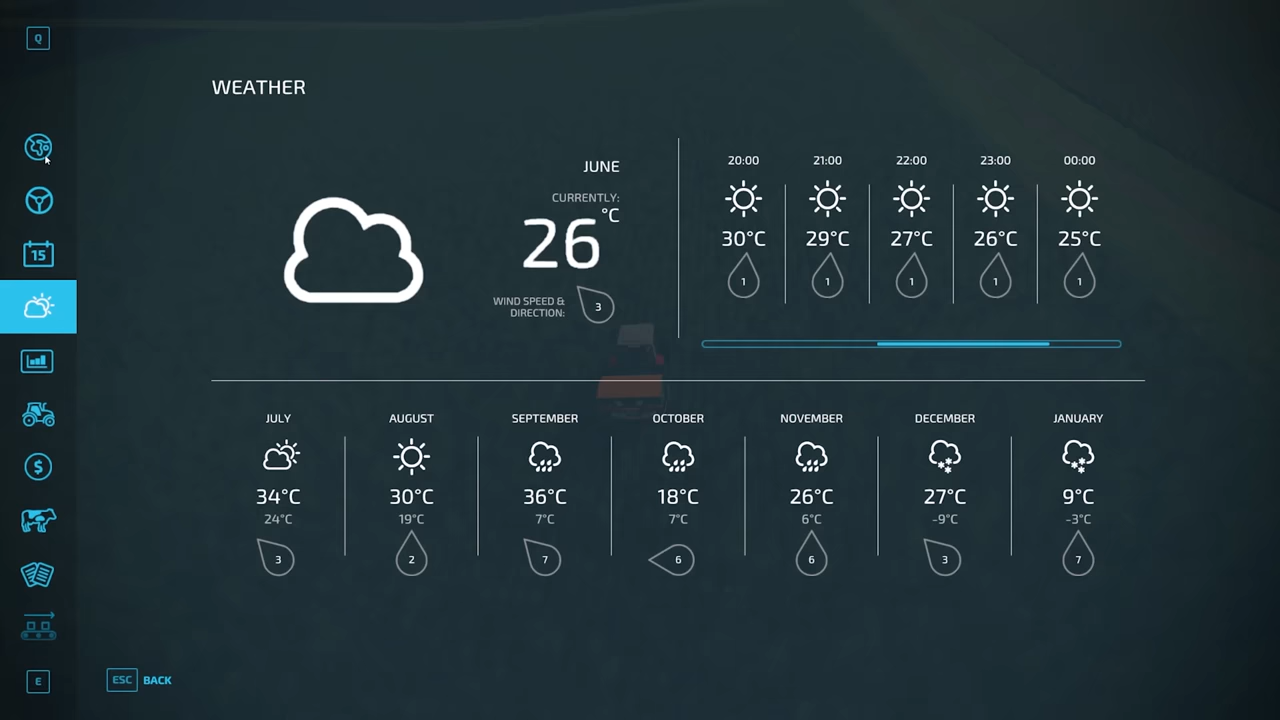 Q
WEATHER
JUNE
CURRENTLY:
26 °C
WIND SPEED &
DIRECTION:
3
20:00 21:00 22:00 23:00 00:00
30°C 29°C 27°C 26°C 25°C
1 1 1 1 1
15
JULY AUGUST SEPTEMBER OCTOBER NOVEMBER DECEMBER JANUARY
34°C 30°C 36°C 18°C 26°C 27°C 9°C
24°C 19°C 7°C 7°C 6°C -9°C -3°C
3 2 7 6 6 3 7
$
E
ESC BACK